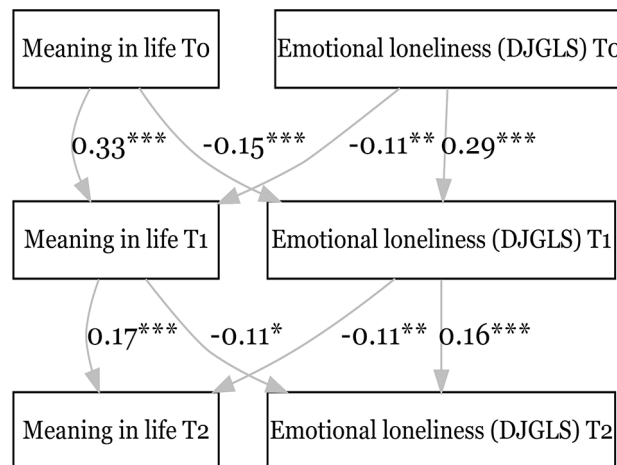 Meaning in life T0
Emotional loneliness (DJGLS) T0
0.33***
-0.15***
-0.11**
0.29***
Meaning in life T1
Emotional loneliness (DJGLS) T1
0.17***
-0.11*
-0.11**
0.16***
Meaning in life T2
Emotional loneliness (DJGLS) T2